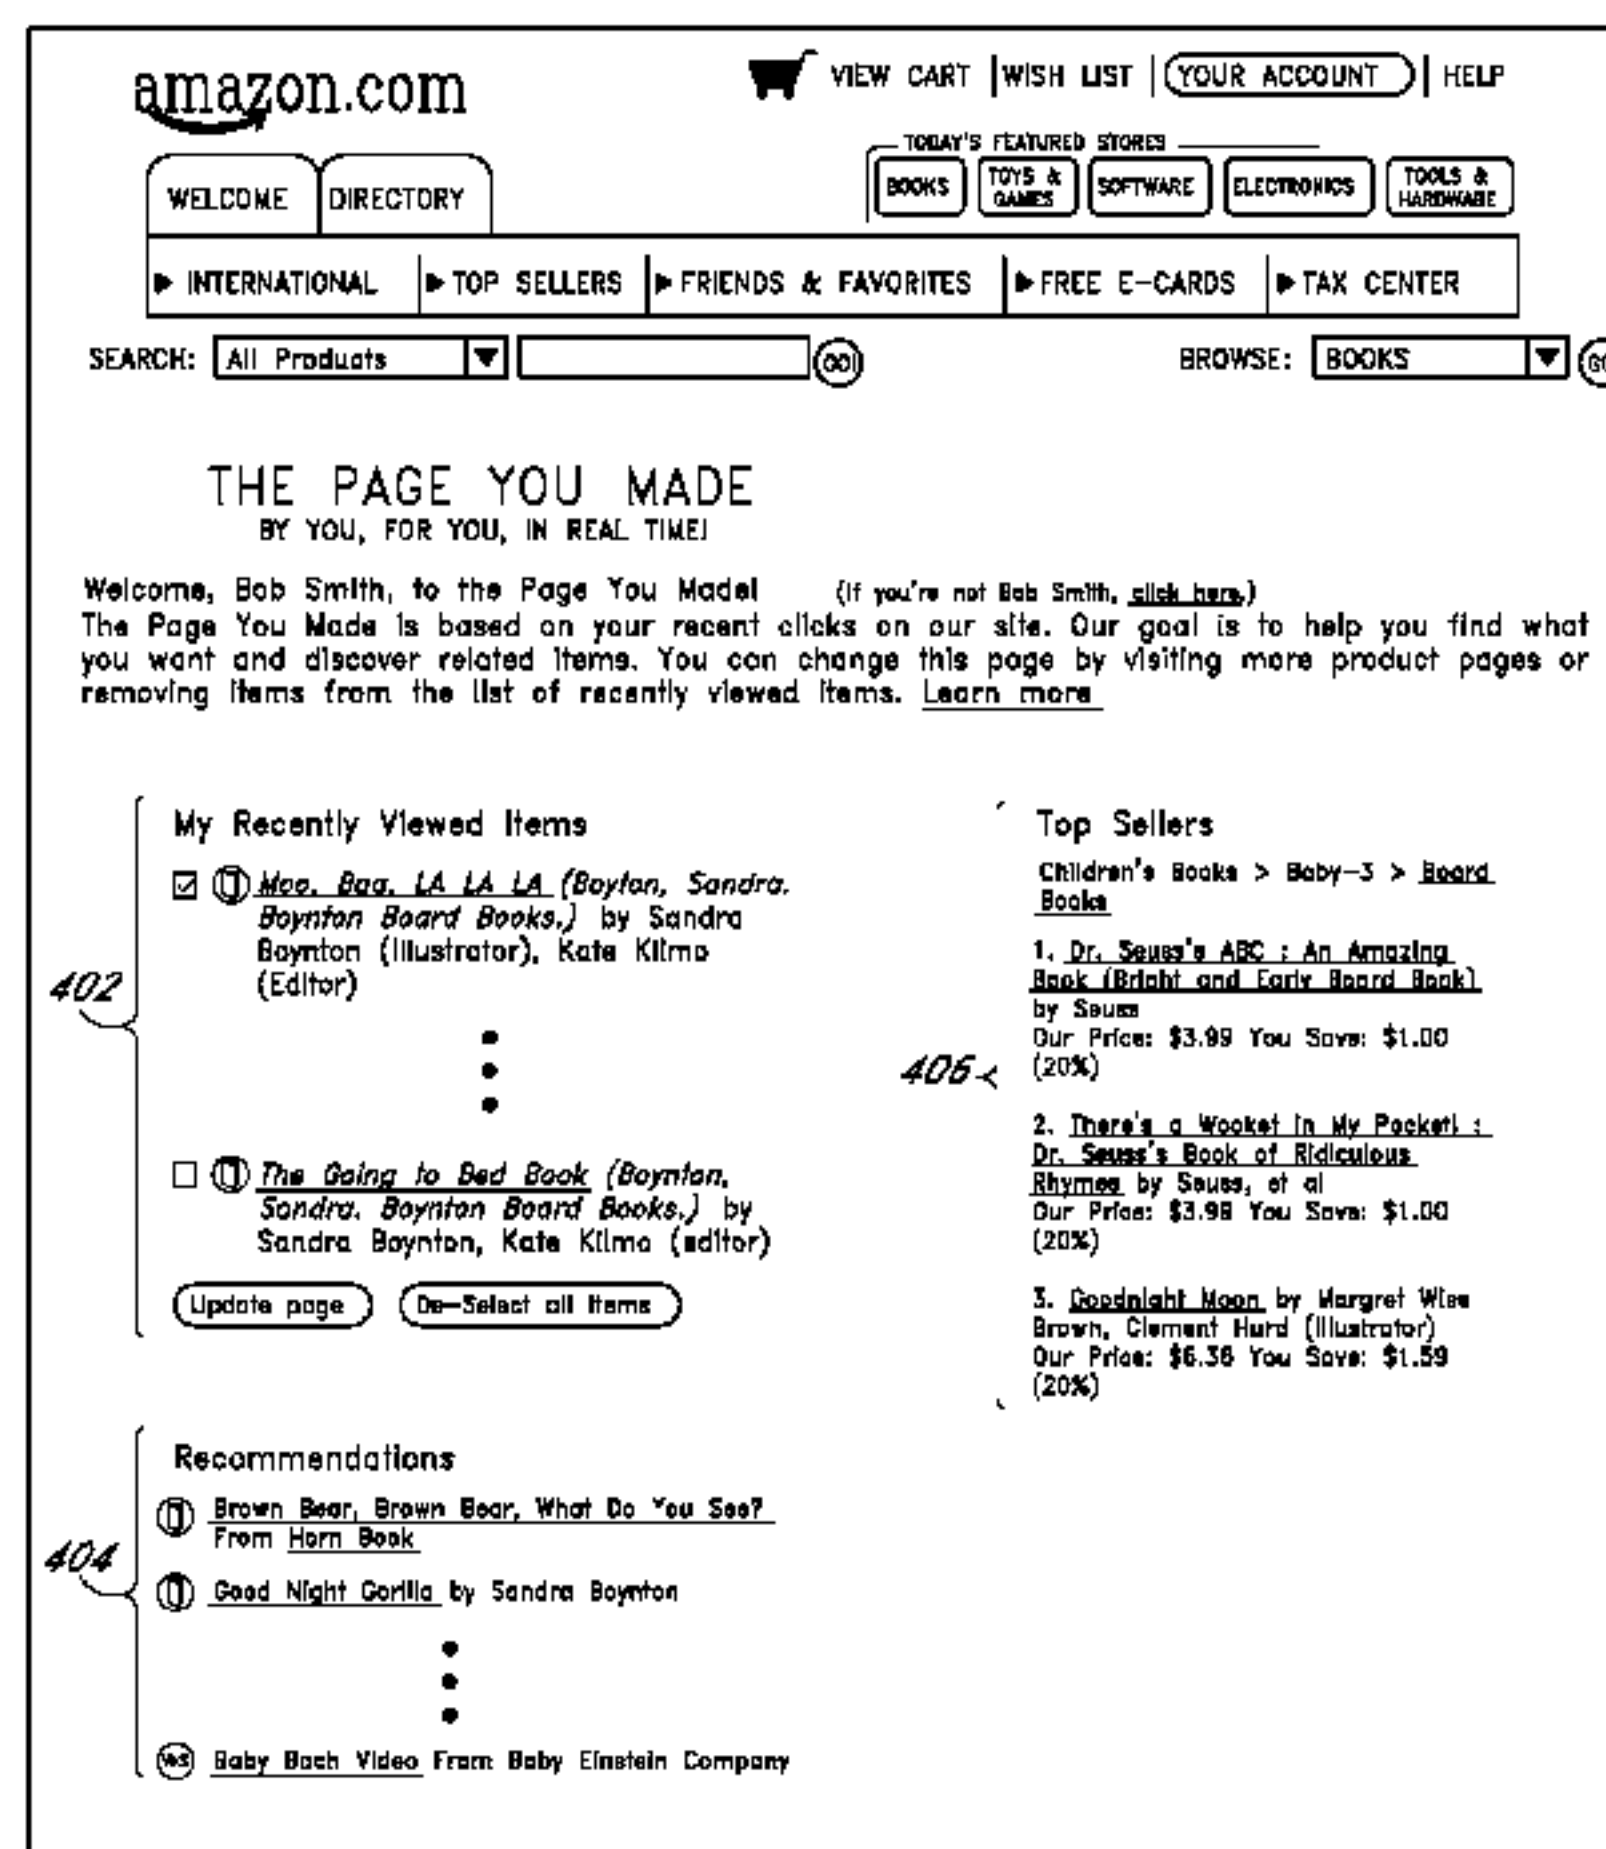 amazon.com
VIEW CART | WISH LIST | YOUR ACCOUNT | HELP
TODAY'S FEATURED STORES
WELCOME DIRECTORY
BOOKS TOYS & GAMES SOFTWARE ELECTRONICS TOOLS & HARDWARE
INTERNATIONAL TOP SELLERS FRIENDS & FAVORITES FREE E-CARDS TAX CENTER
SEARCH: All Products GO! BROWSE: BOOKS
THE PAGE YOU MADE
BY YOU, FOR YOU, IN REAL TIME!
Welcome, Bob Smith, to the Page You Made! (If you're not Bob Smith, click here.)
The Page You Made is based on your recent clicks on our site. Our goal is to help you find what
you want and discover related items. You can change this page by visiting more product pages or
removing items from the list of recently viewed items. Learn more
My Recently Viewed Items
Moo, Baa, LA LA LA (Boyton, Sandra.
Boynton Board Books.) by Sandra
Boynton (Illustrator), Kate Kilmo
(Editor)
402
The Going to Bed Book (Boynton,
Sandra. Boynton Board Books.) by
Sandra Boynton, Kate Kilmo (editor)
Update page De-Select all items
Top Sellers
Children's Books > Baby-3 > Board
Books
1. Dr. Seuss's ABC : An Amazing
Book (Bright and Early Board Book)
by Seuss
Our Price: $3.99 You Save: $1.00
(20%)
406
2. There's a Wocket in My Pocket! :
Dr. Seuss's Book of Ridiculous
Rhymes by Seuss, et al
Our Price: $3.99 You Save: $1.00
(20%)
3. Goodnight Moon by Margret Wise
Brown, Clement Hurd (Illustrator)
Our Price: $6.36 You Save: $1.59
(20%)
Recommendations
Brown Bear, Brown Bear, What Do You See?
From Horn Book
404
Good Night Gorilla by Sandra Boynton
Baby Bach Video From Baby Einstein Company